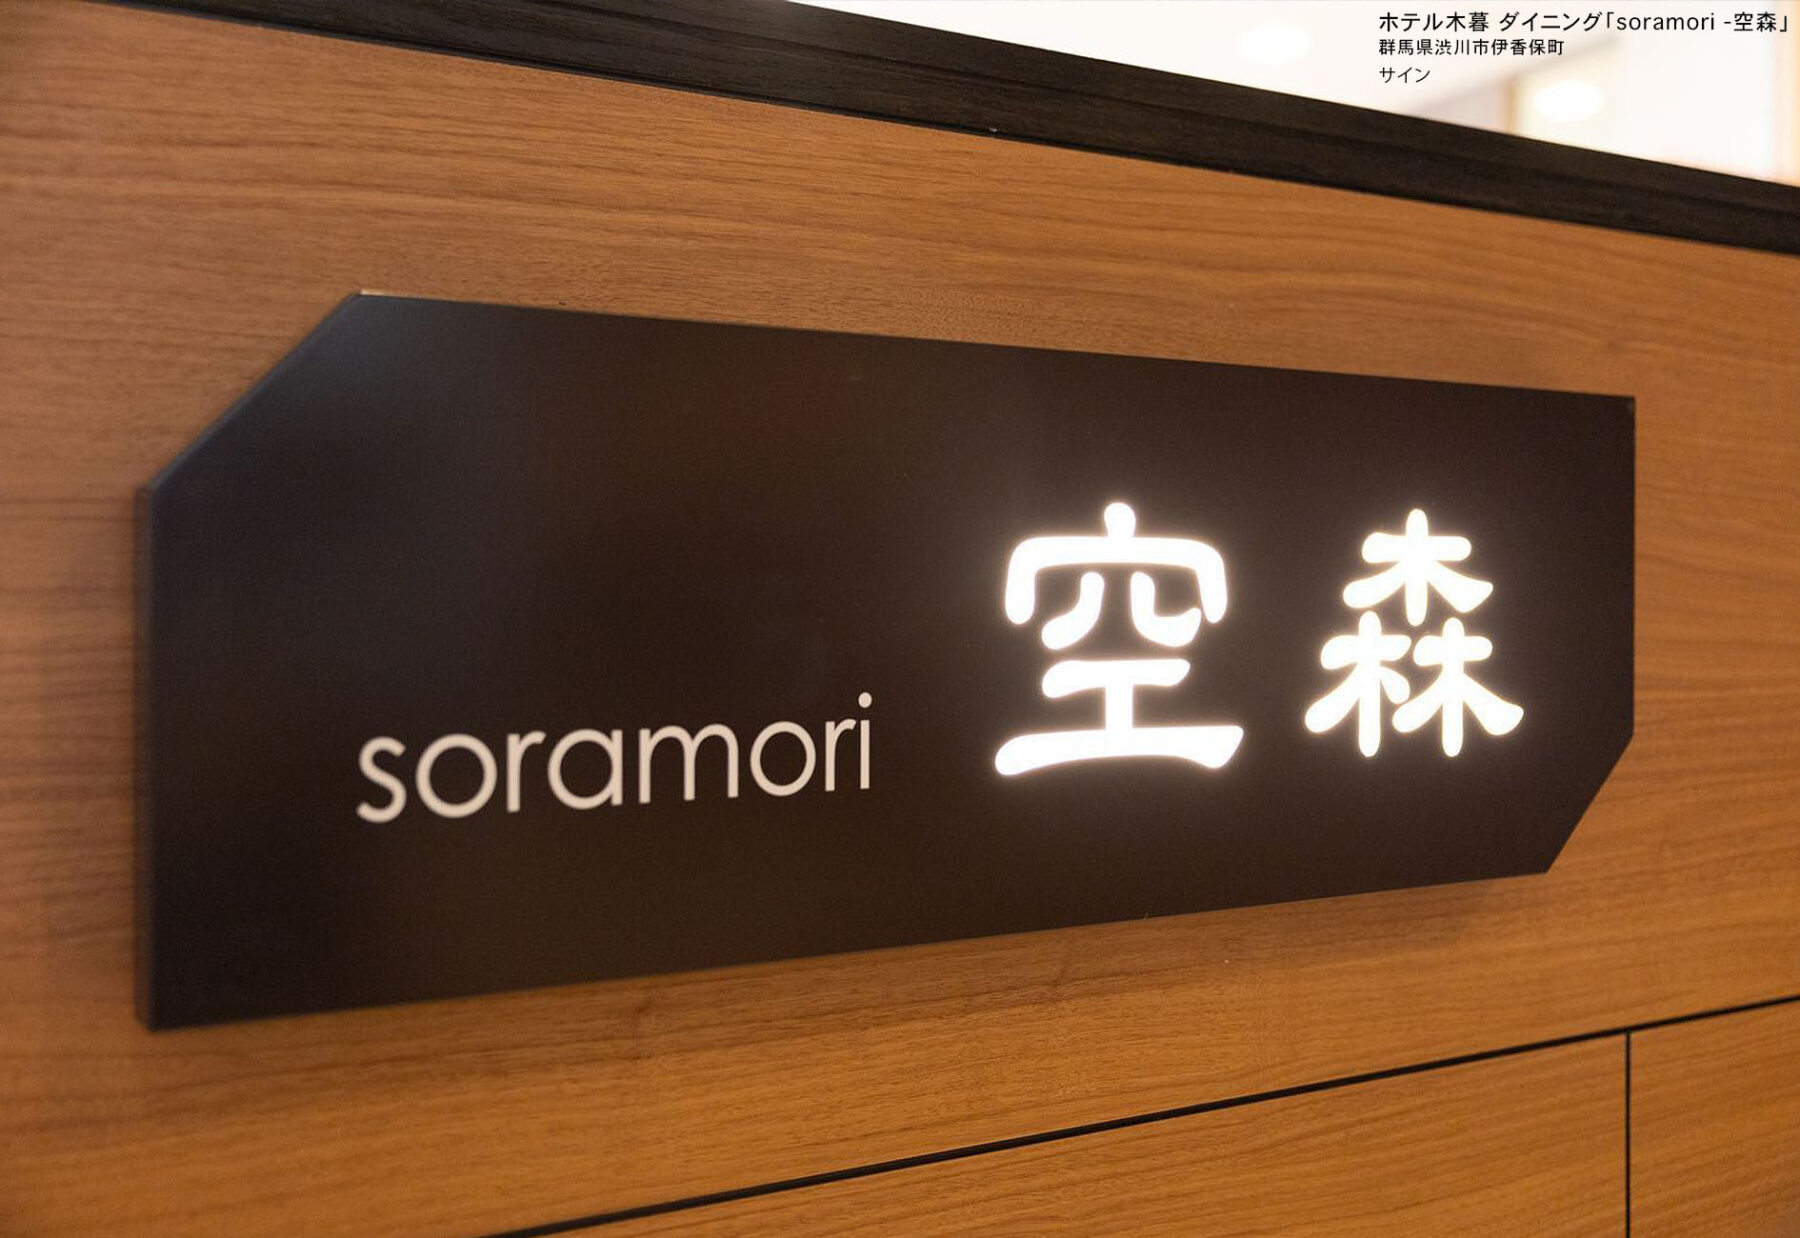 ホテル木暮 ダイニング「soramori -空森」
群馬県渋川市伊香保町
サイン
soramori 空森